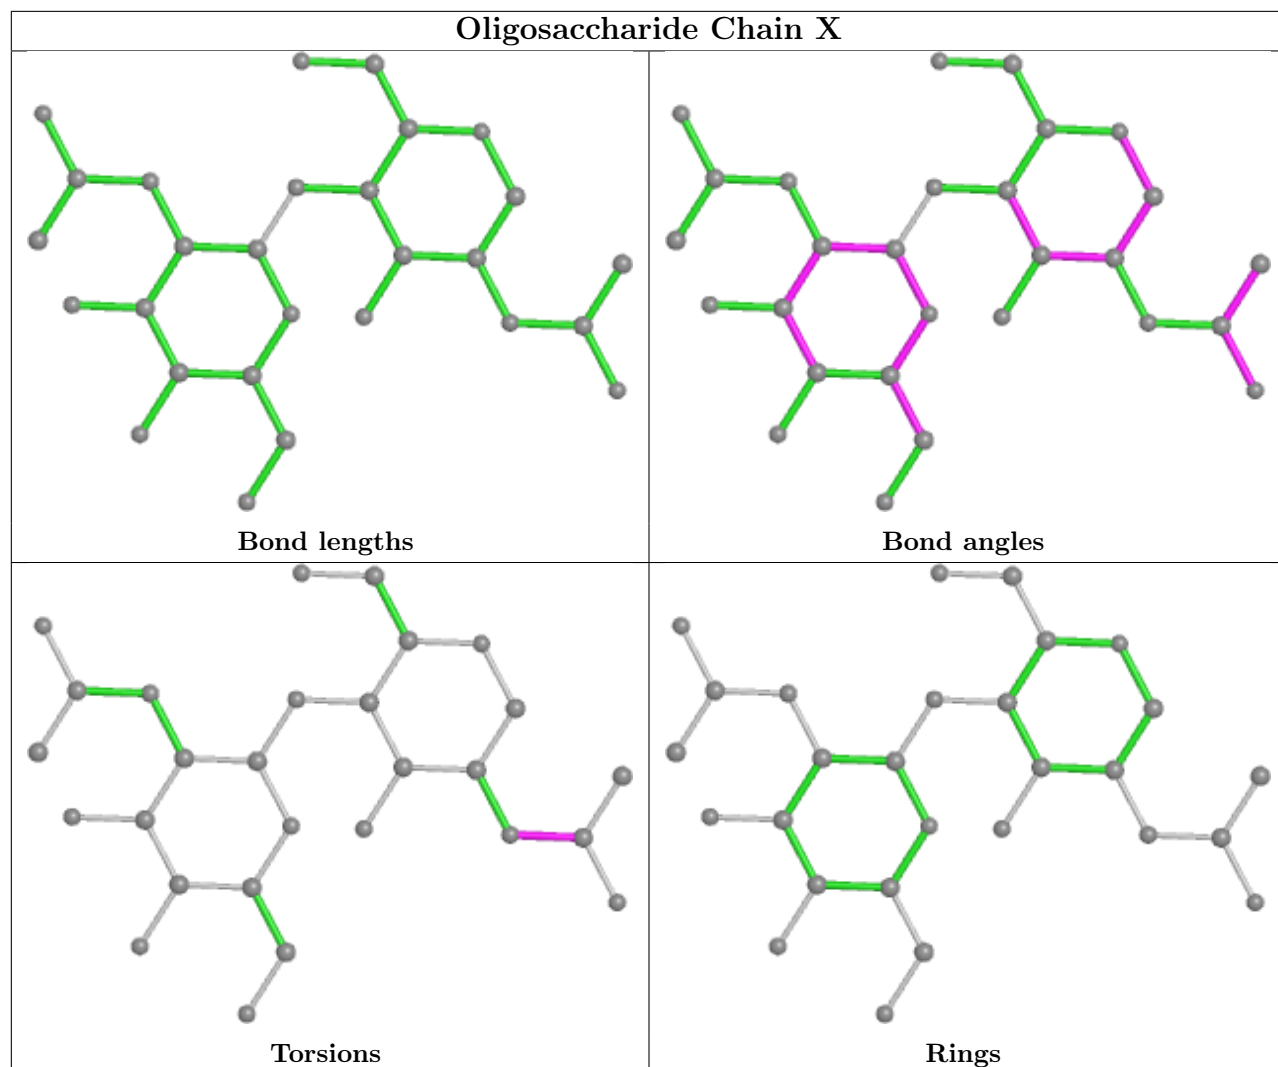 Oligosaccharide Chain X
Bond lengths
Bond angles
Torsions
Rings